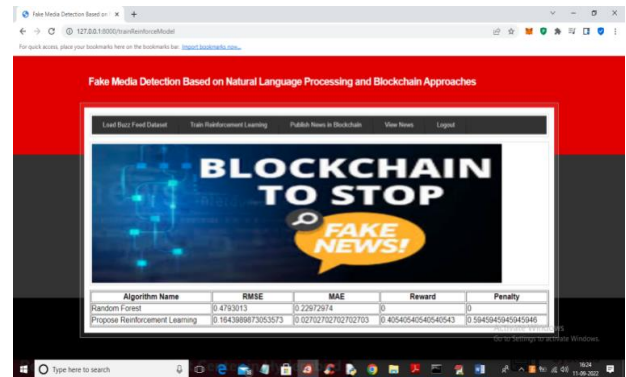 Fake Media Detection Based on
127.0.0.1:8000/trainReinforceModel
For quick access, place your bookmarks here on the bookmarks bar. Import bookmarks now...
Fake Media Detection Based on Natural Language Processing and Blockchain Approaches
Load Buzz Feed Dataset Train Reinforcement Learning Publish News in Blockchain View News Logout
BLOCKCHAIN
TO STOP
FAKE
NEWS!
Algorithm Name RMSE MAE Reward Penalty
Random Forest 0.4793013 0.22972974 0 0
Propose Reinforcement Learning 0.1643989873053573 0.02702702702702703 0.40540540540540543 0.5945945945945946
Activate Windows
Go to Settings to activate Windows.
Type here to search
16:24
11-09-2022